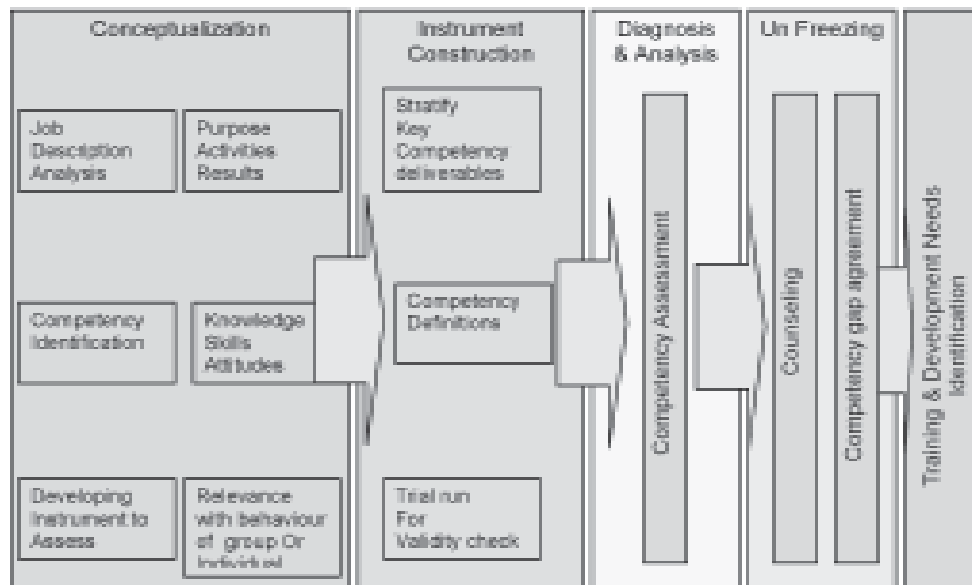 Conceptualization
Job
Description
Analysis
Purpose
Activities
Results
Competency
Identification
Knowledge
Skills
Attitudes
Developing
Instrument to
Assess
Relevance
with behaviour
of group Or
Individual
Instrument
Construction
Stratify
Key
Competency
deliverables
Competency
Definitions
Trial run
For
Validity check
Diagnosis
& Analysis
Competency Assessment
Un Freezing
Counseling
Competency gap agreement
Training & Development Needs
Identification